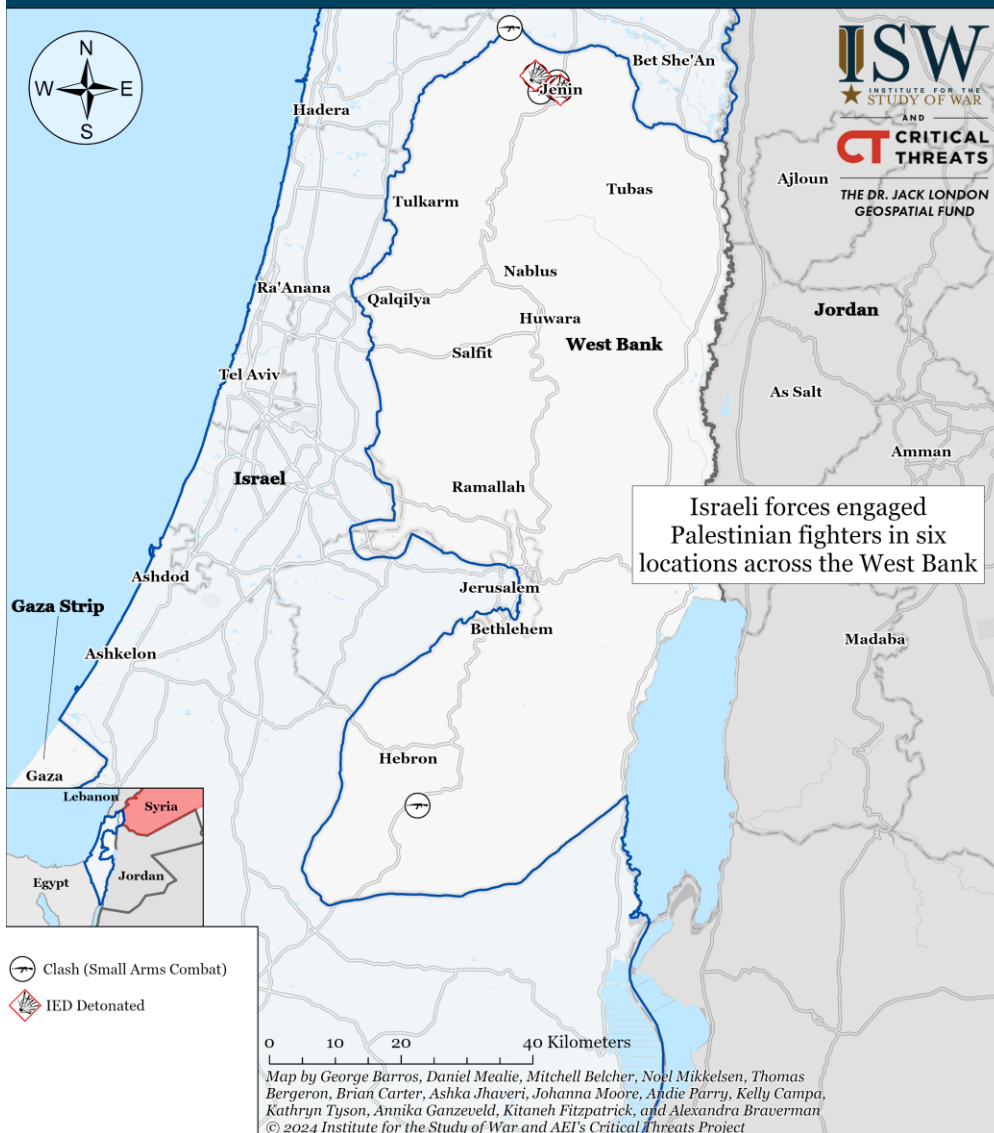 N
W E
S
ISW
INSTITUTE FOR THE
STUDY OF WAR
AND
CT CRITICAL
THREATS
THE DR. JACK LONDON
GEOSPATIAL FUND
Bet She'An
Jenin
Hadera
Ajloun
Tubas
Tulkarm
Nablus
Ra'Anana
Qalqilya
Jordan
Huwara
West Bank
Salfit
Tel Aviv
As Salt
Amman
Israel
Ramallah
Israeli forces engaged
Palestinian fighters in six
locations across the West Bank
Ashdod
Jerusalem
Gaza Strip
Bethlehem
Madaba
Ashkelon
Hebron
Gaza
Lebanon
Syria
Jordan
Egypt
Clash (Small Arms Combat)
IED Detonated
0 10 20 40 Kilometers
Map by George Barros, Daniel Mealie, Mitchell Belcher, Noel Mikkelsen, Thomas
Bergeron, Brian Carter, Ashka Jhaveri, Johanna Moore, Andie Parry, Kelly Campa,
Kathryn Tyson, Annika Ganzeveld, Kitaneh Fitzpatrick, and Alexandra Braverman
© 2024 Institute for the Study of War and AEI's Critical Threats Project